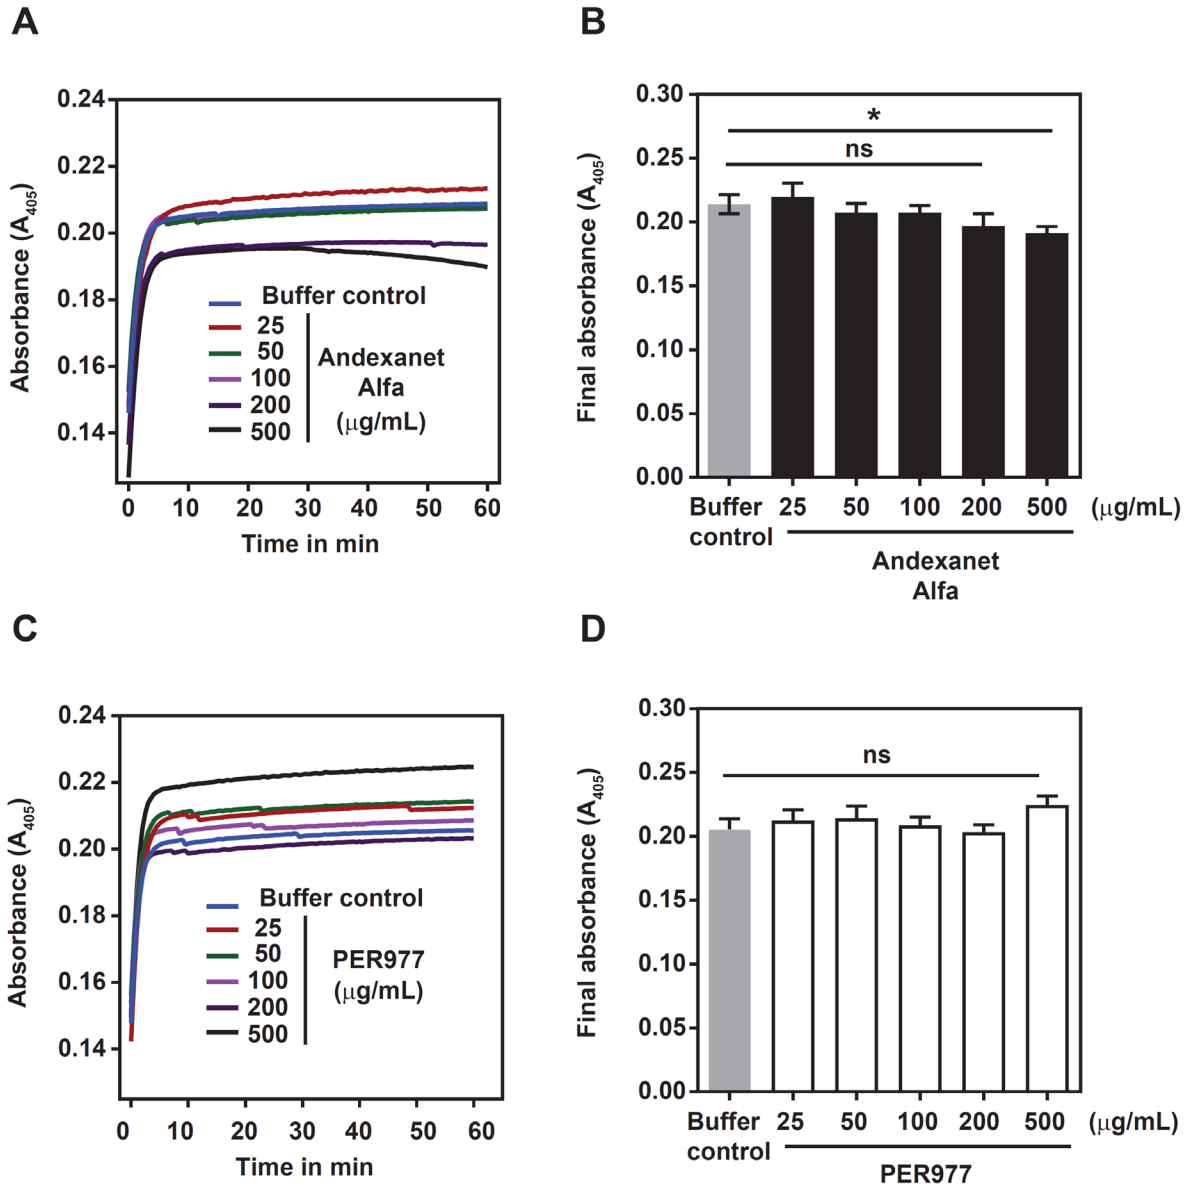 A
0.24
0.22
0.20
0.18
0.16
0.14
Absorbance (A405)
Buffer control
25
50
100
200
500
Andexanet
Alfa
(μg/mL)
0 10 20 30 40 50 60
Time in min
B
0.30
0.25
0.20
0.15
0.10
0.05
0.00
Final absorbance (A405)
*
ns
Buffer control 25 50 100 200 500 (μg/mL)
Andexanet
Alfa
C
0.24
0.22
0.20
0.18
0.16
0.14
Absorbance (A405)
Buffer control
25
50
100
200
500
PER977
(μg/mL)
0 10 20 30 40 50 60
Time in min
D
0.30
0.25
0.20
0.15
0.10
0.05
0.00
Final absorbance (A405)
ns
Buffer control 25 50 100 200 500 (μg/mL)
PER977